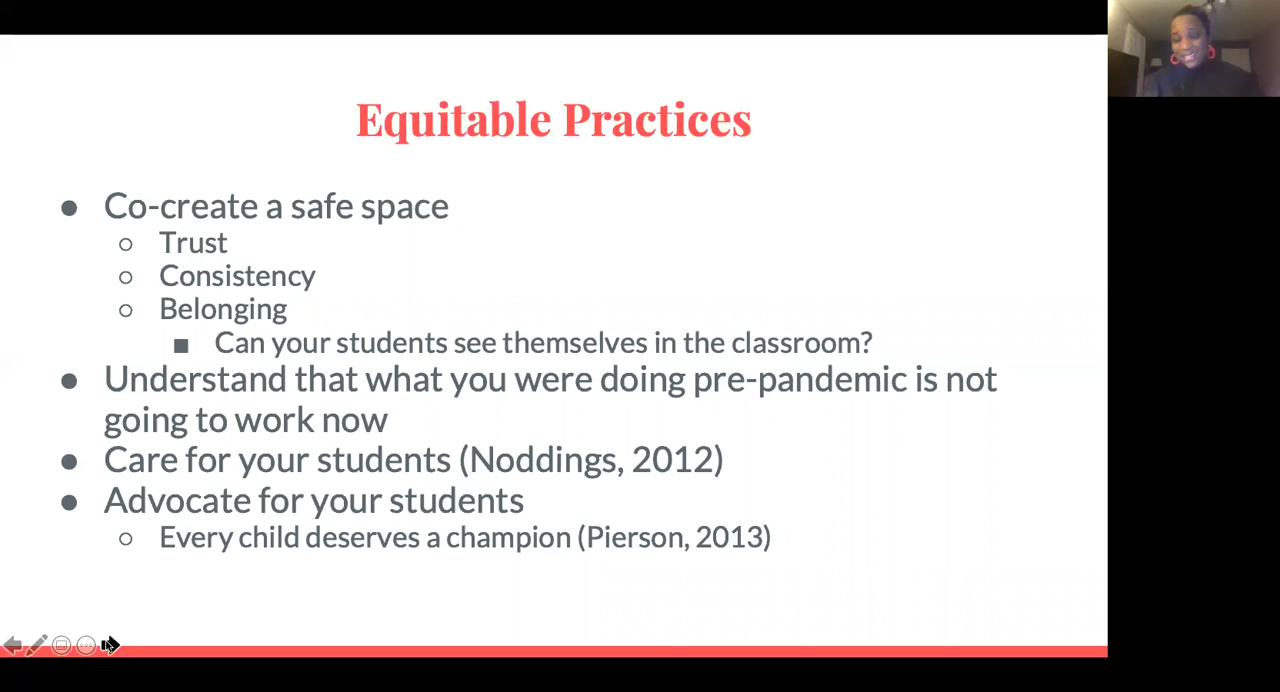 Equitable Practices
● Co-create a safe space
○ Trust
○ Consistency
○ Belonging
■ Can your students see themselves in the classroom?
● Understand that what you were doing pre-pandemic is not
going to work now
● Care for your students (Noddings, 2012)
● Advocate for your students
○ Every child deserves a champion (Pierson, 2013)